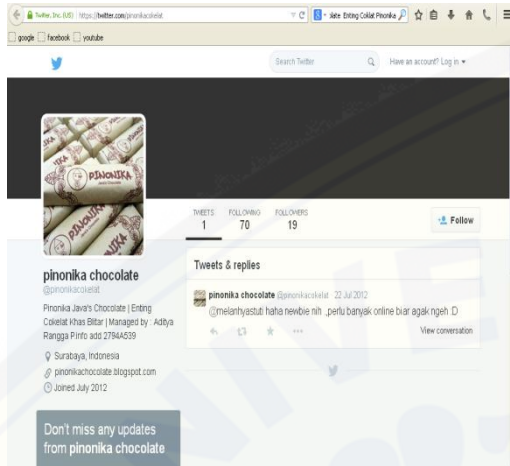 Twitter, Inc. (US) https://twitter.com/pinonikacokelat
xlate Enting Coklat Pinonika
google facebook youtube
Search Twitter
Have an account? Log in
PINONIKA
TWEETS FOLLOWING FOLLOWERS
1 70 19
Follow
pinonika chocolate
@pinonikacokelat
Pinonika Java's Chocolate | Enting
Cokelat Khas Blitar | Managed by : Aditya
Rangga P.info add 2794A539
Surabaya, Indonesia
pinonikachocolate.blogspot.com
Joined July 2012
Don't miss any updates
from pinonika chocolate
Tweets & replies
pinonika chocolate @pinonikacokelat 22 Jul 2012
@melanhyastuti haha newbie nih ,,perlu banyak online biar agak ngeh :D
View conversation